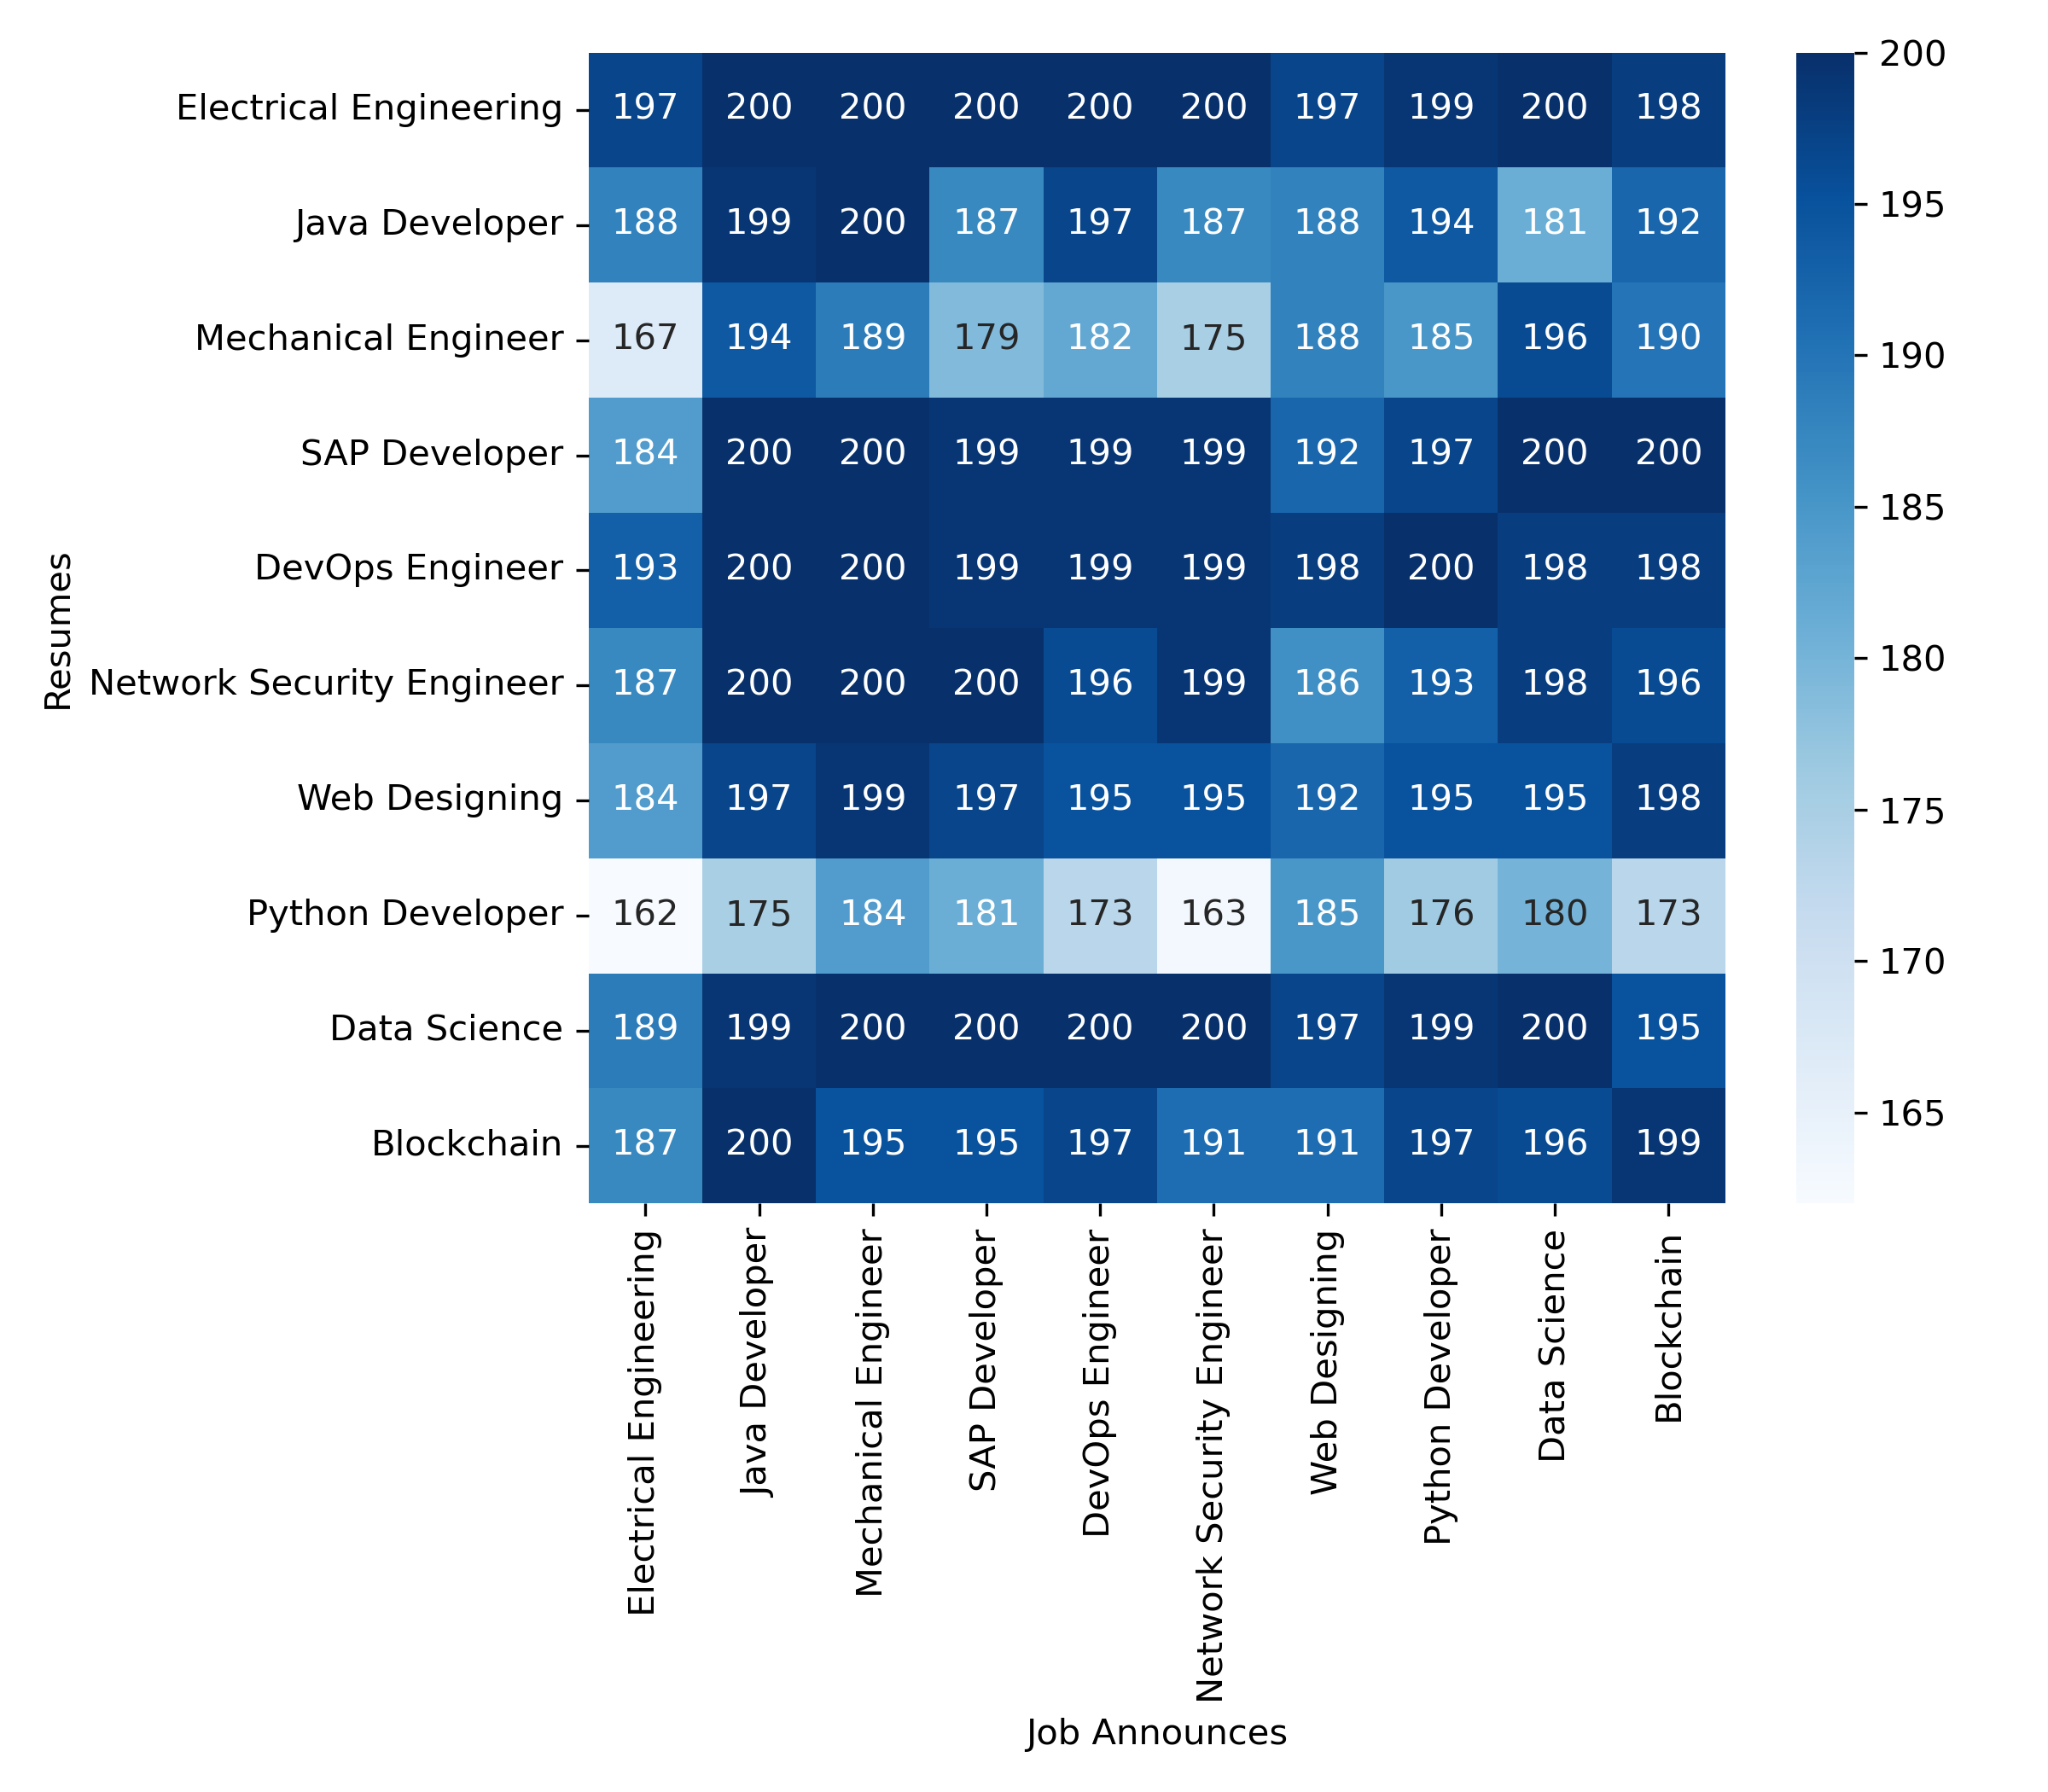 Electrical Engineering 197 200 200 200 200 200 197 199 200 198
Java Developer 188 199 200 187 197 187 188 194 181 192
Mechanical Engineer 167 194 189 179 182 175 188 185 196 190
SAP Developer 184 200 200 199 199 199 192 197 200 200
DevOps Engineer 193 200 200 199 199 199 198 200 198 198
Network Security Engineer 187 200 200 200 196 199 186 193 198 196
Web Designing 184 197 199 197 195 195 192 195 195 198
Python Developer 162 175 184 181 173 163 185 176 180 173
Data Science 189 199 200 200 200 200 197 199 200 195
Blockchain 187 200 195 195 197 191 191 197 196 199
Resumes
Electrical Engineering
Java Developer
Mechanical Engineer
SAP Developer
DevOps Engineer
Network Security Engineer
Web Designing
Python Developer
Data Science
Blockchain
Job Announces
200
195
190
185
180
175
170
165